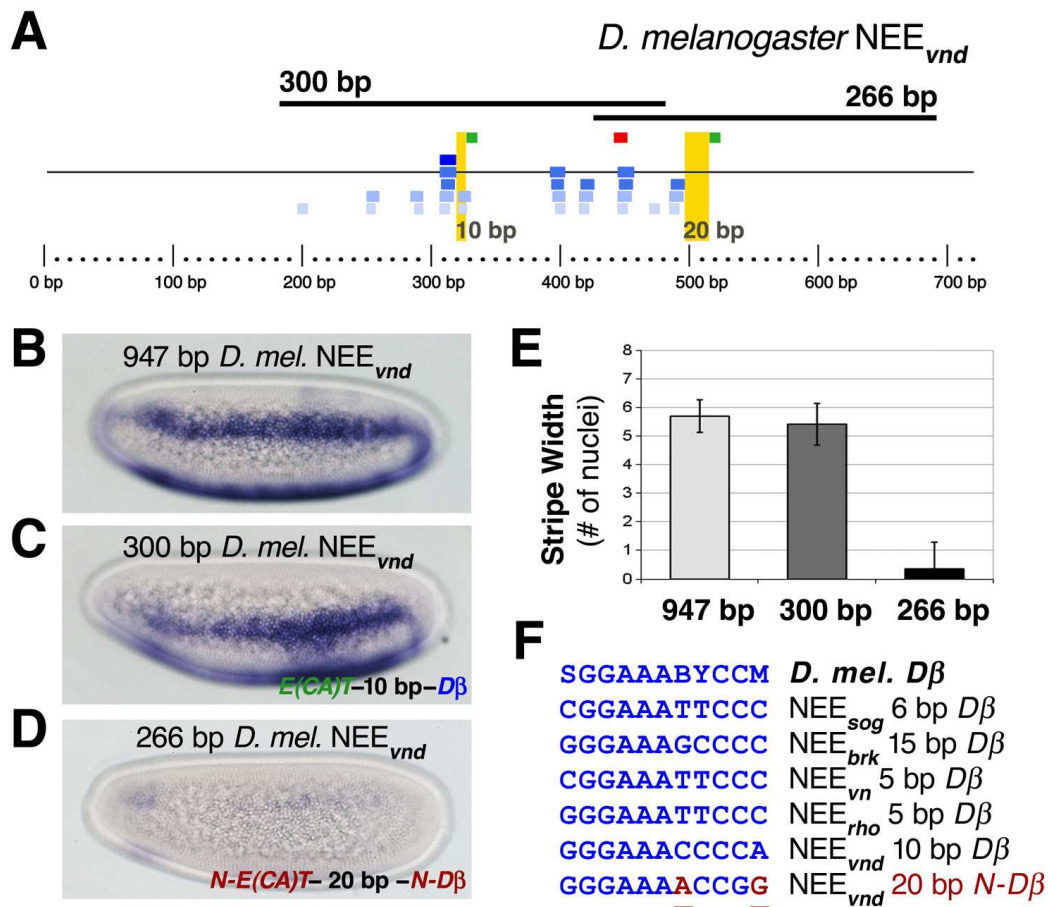 A
D. melanogaster NEEvnd
300 bp
266 bp
10 bp
20 bp
0 bp
100 bp
200 bp
300 bp
400 bp
500 bp
600 bp
700 bp
B
947 bp D. mel. NEEvnd
C
300 bp D. mel. NEEvnd
E(CA)T–10 bp–Dβ
D
266 bp D. mel. NEEvnd
N-E(CA)T– 20 bp –N-Dβ
E
Stripe Width
(# of nuclei)
8
7
6
5
4
3
2
1
0
947 bp
300 bp
266 bp
F
SGGAAABYCCM D. mel. Dβ
CGGAAATTCCC NEEsog 6 bp Dβ
GGGAAAGCCCC NEEbrk 15 bp Dβ
CGGAAATTCCC NEEvn 5 bp Dβ
GGGAAATTCCC NEErho 5 bp Dβ
GGGAAACCCCA NEEvnd 10 bp Dβ
GGGAAAACCGG NEEvnd 20 bp N-Dβ